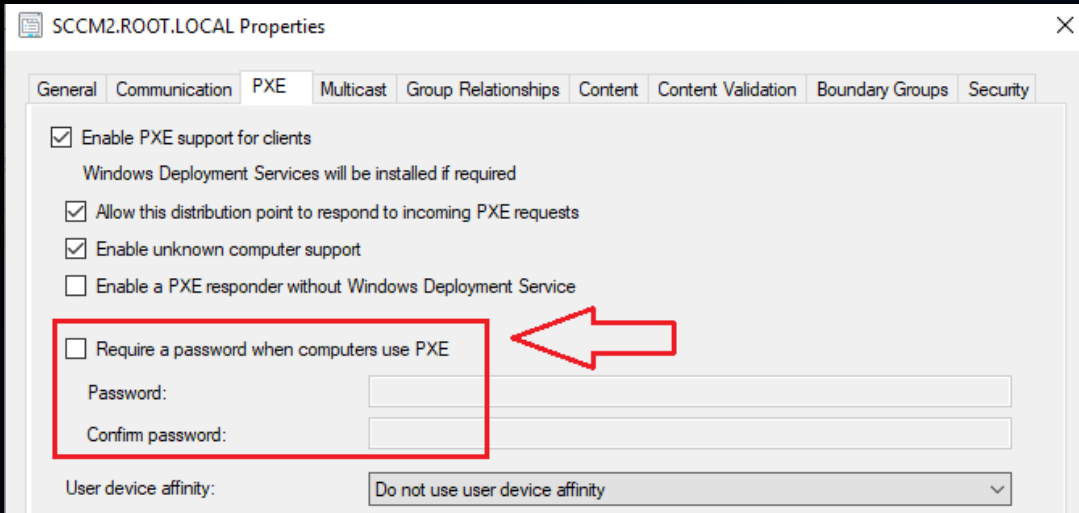 SCCM2.ROOT.LOCAL Properties
General Communication PXE Multicast Group Relationships Content Content Validation Boundary Groups Security
Enable PXE support for clients
Windows Deployment Services will be installed if required
Allow this distribution point to respond to incoming PXE requests
Enable unknown computer support
Enable a PXE responder without Windows Deployment Service
Require a password when computers use PXE
Password:
Confirm password:
User device affinity: Do not use user device affinity